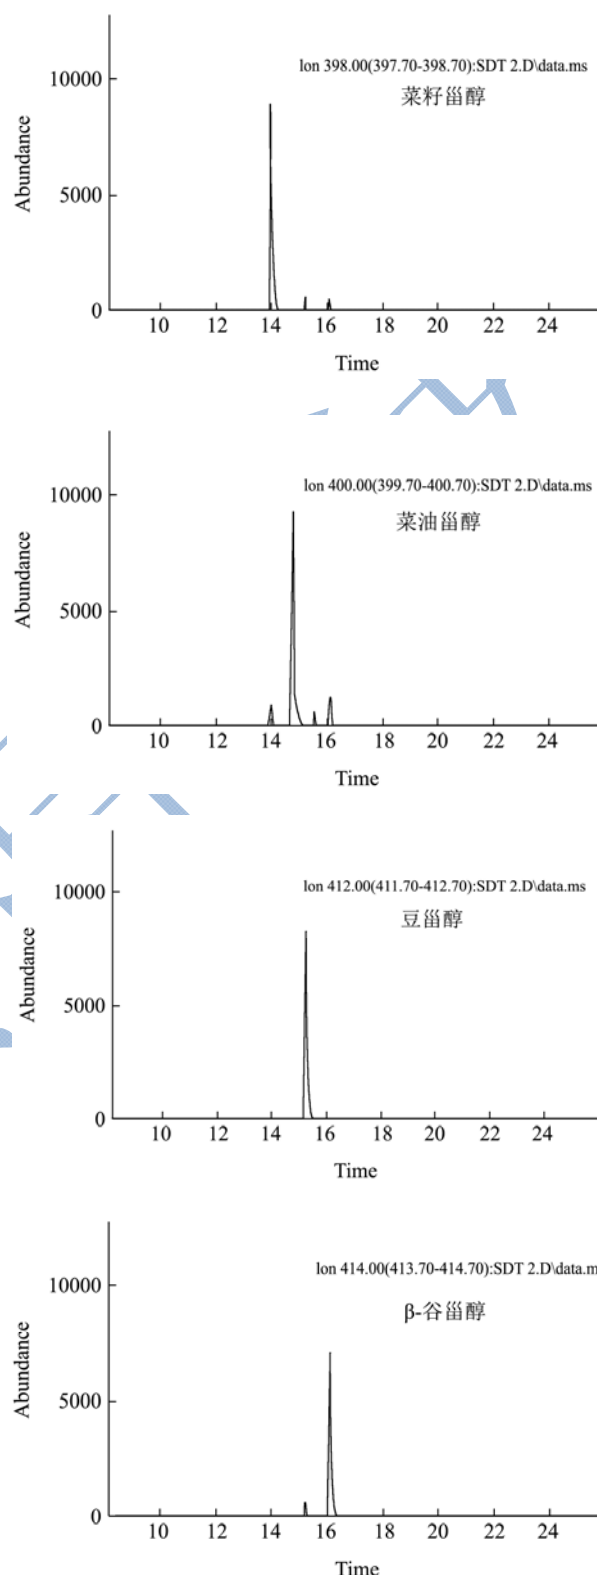 lon 398.00(397.70-398.70):SDT 2.D\data.ms
菜籽甾醇
Abundance
10000
5000
0
10 12 14 16 18 20 22 24
Time
lon 400.00(399.70-400.70):SDT 2.D\data.ms
菜油甾醇
Abundance
10000
5000
0
10 12 14 16 18 20 22 24
Time
lon 412.00(411.70-412.70):SDT 2.D\data.ms
豆甾醇
Abundance
10000
5000
0
10 12 14 16 18 20 22 24
Time
lon 414.00(413.70-414.70):SDT 2.D\data.m
β-谷甾醇
Abundance
10000
5000
0
10 12 14 16 18 20 22 24
Time